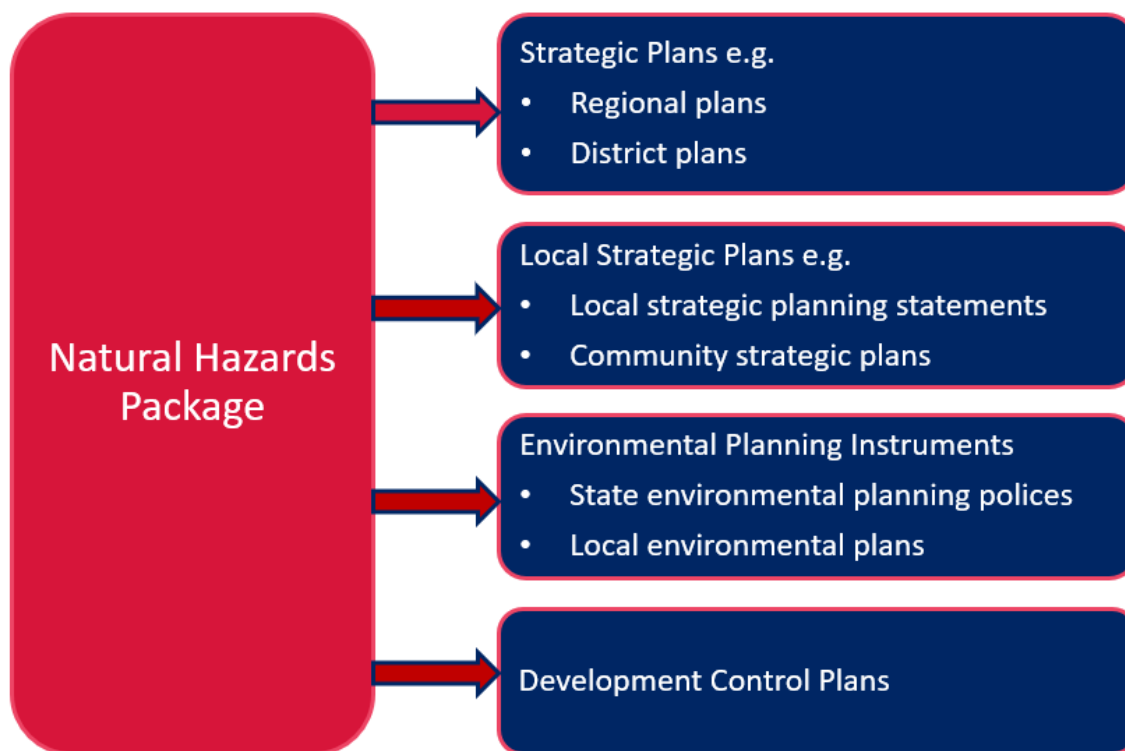 Natural Hazards
Package
Strategic Plans e.g.
• Regional plans
• District plans
Local Strategic Plans e.g.
• Local strategic planning statements
• Community strategic plans
Environmental Planning Instruments
• State environmental planning polices
• Local environmental plans
Development Control Plans